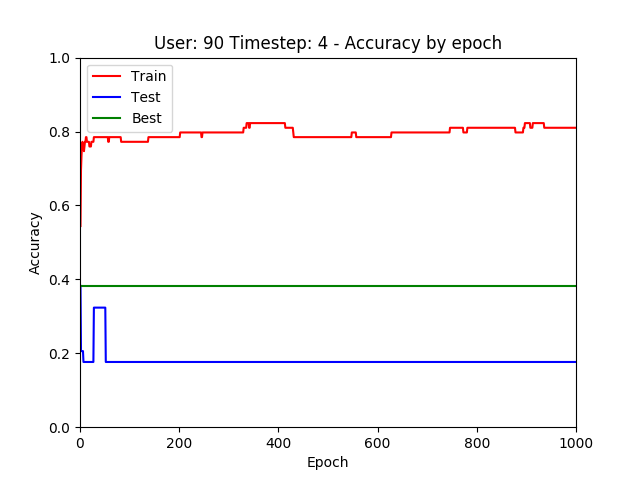 User: 90 Timestep: 4 - Accuracy by epoch
1.0
Train
Test
Best
0.8
0.6
Accuracy
0.4
0.2
0.0
0 200 400 600 800 1000
Epoch